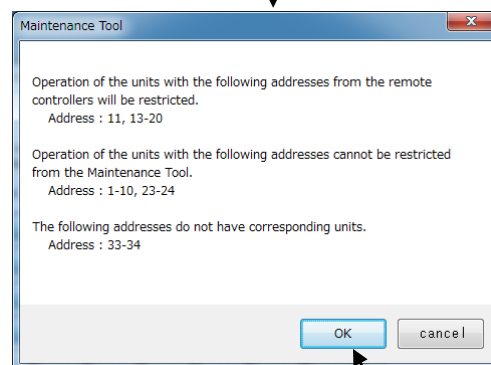 Maintenance Tool
Operation of the units with the following addresses from the remote
controllers will be restricted.
Address : 11, 13-20
Operation of the units with the following addresses cannot be restricted
from the Maintenance Tool.
Address : 1-10, 23-24
The following addresses do not have corresponding units.
Address : 33-34
OK
cancel